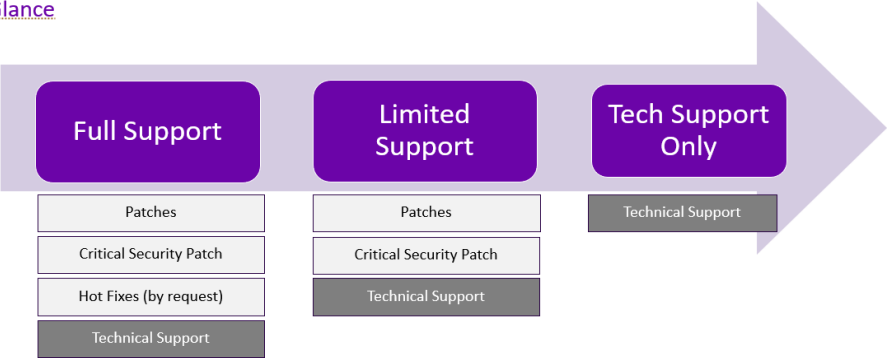 Glance
Full Support
Limited
Support
Tech Support
Only
Patches
Critical Security Patch
Hot Fixes (by request)
Technical Support
Patches
Critical Security Patch
Technical Support
Technical Support